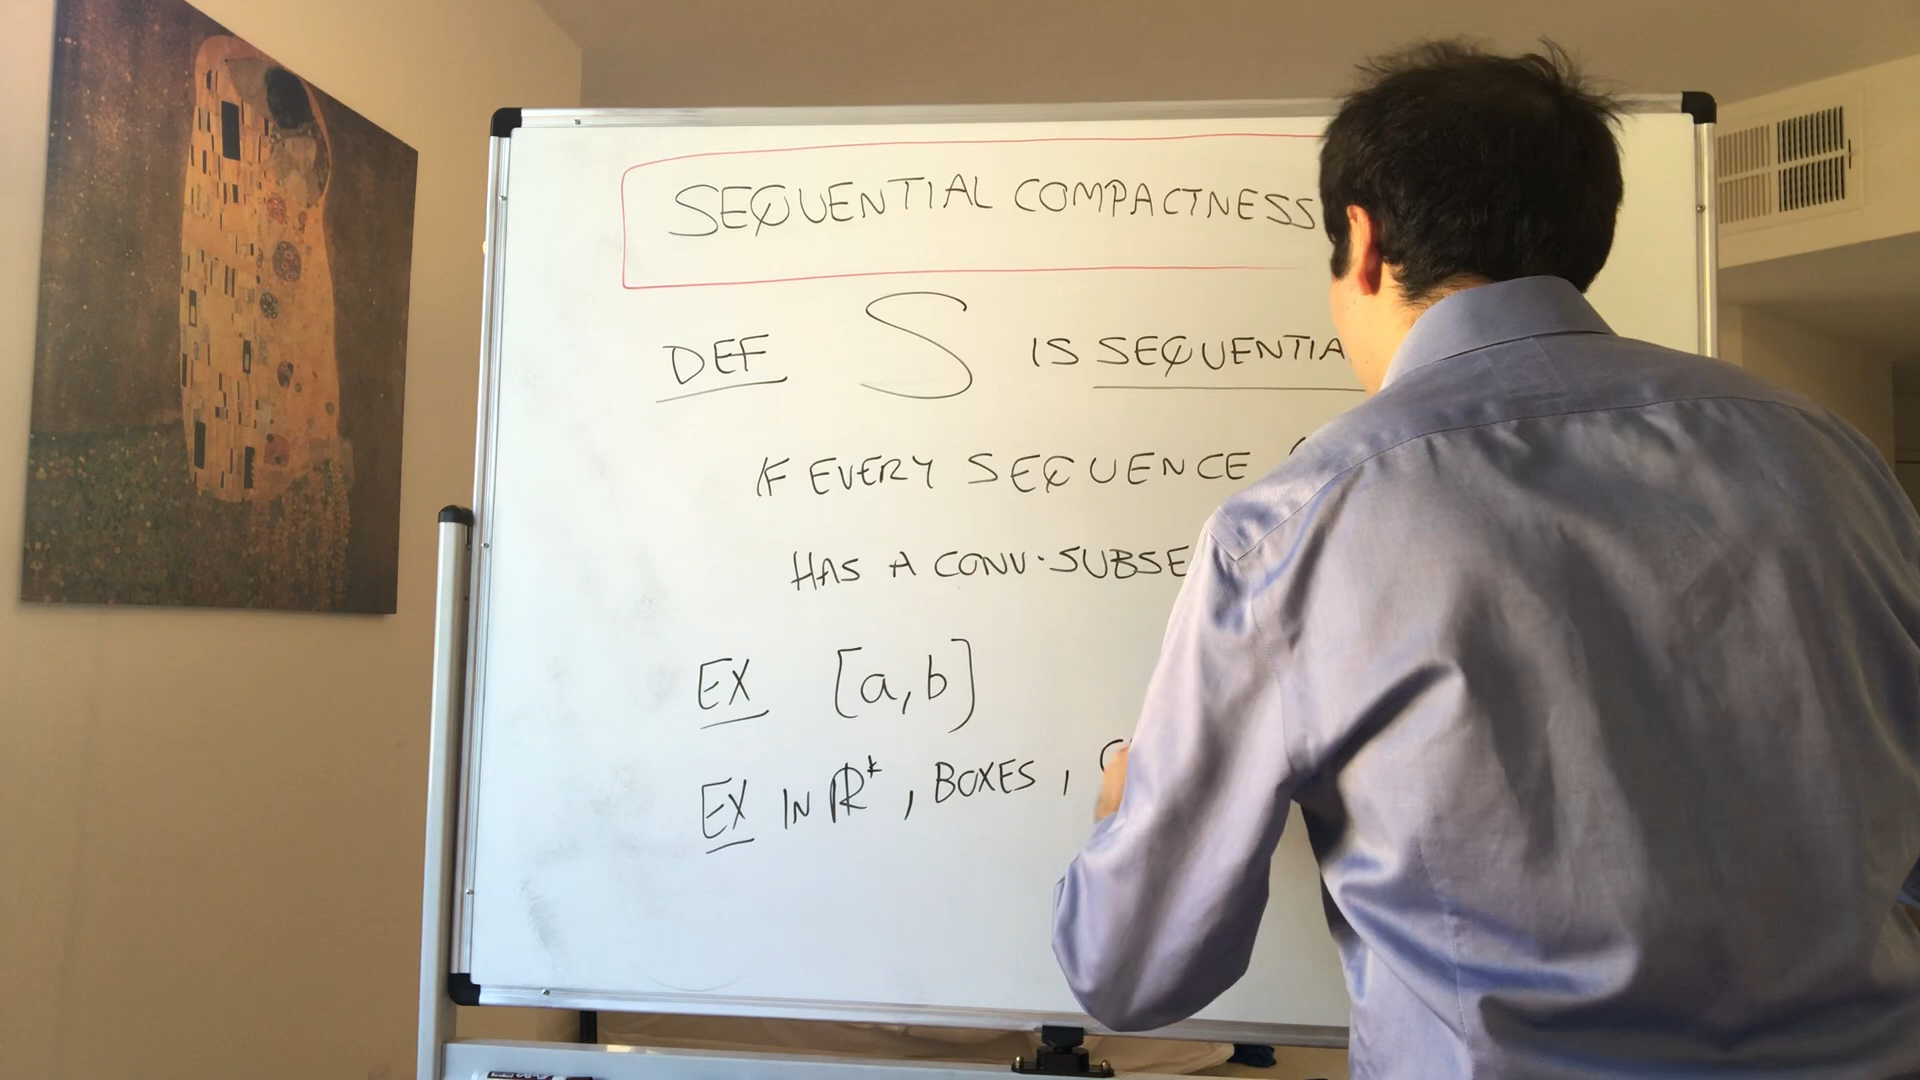 SEQUENTIAL COMPACTNESS
DEF S IS SEQUENTIA
IF EVERY SEQUENCE (
HAS A CONV. SUBSE
EX [a,b]
EX IN ℝᵏ, BOXES, C